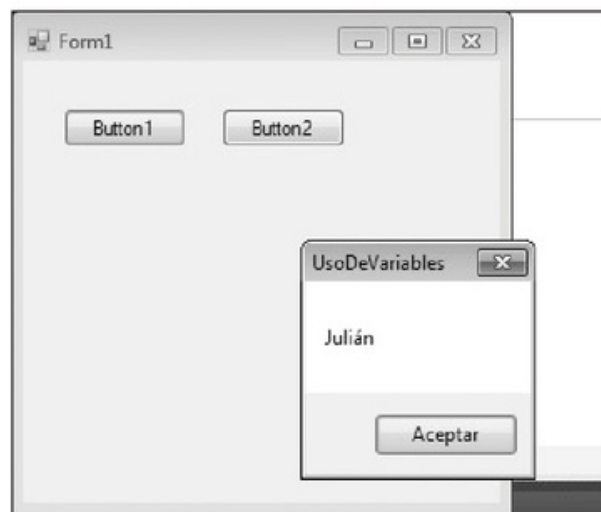 Form1
Button1 Button2
UsoDeVariables
Julián
Aceptar